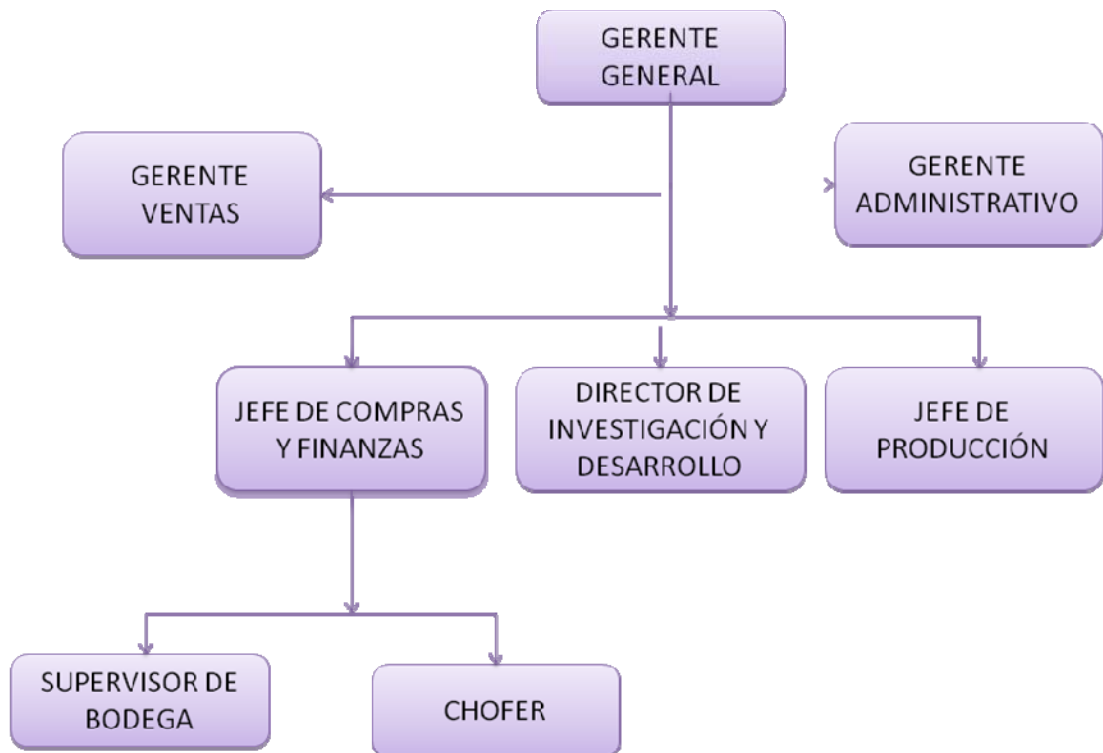 GERENTE
GENERAL
GERENTE
VENTAS
GERENTE
ADMINISTRATIVO
JEFE DE COMPRAS
Y FINANZAS
DIRECTOR DE
INVESTIGACIÓN Y
DESARROLLO
JEFE DE
PRODUCCIÓN
SUPERVISOR DE
BODEGA
CHOFER